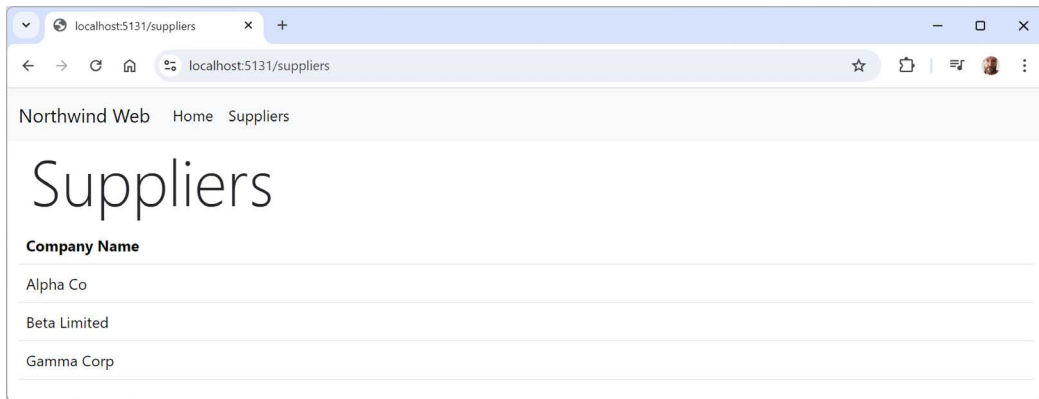 localhost:5131/suppliers
localhost:5131/suppliers
Northwind Web Home Suppliers
Suppliers
Company Name
Alpha Co
Beta Limited
Gamma Corp